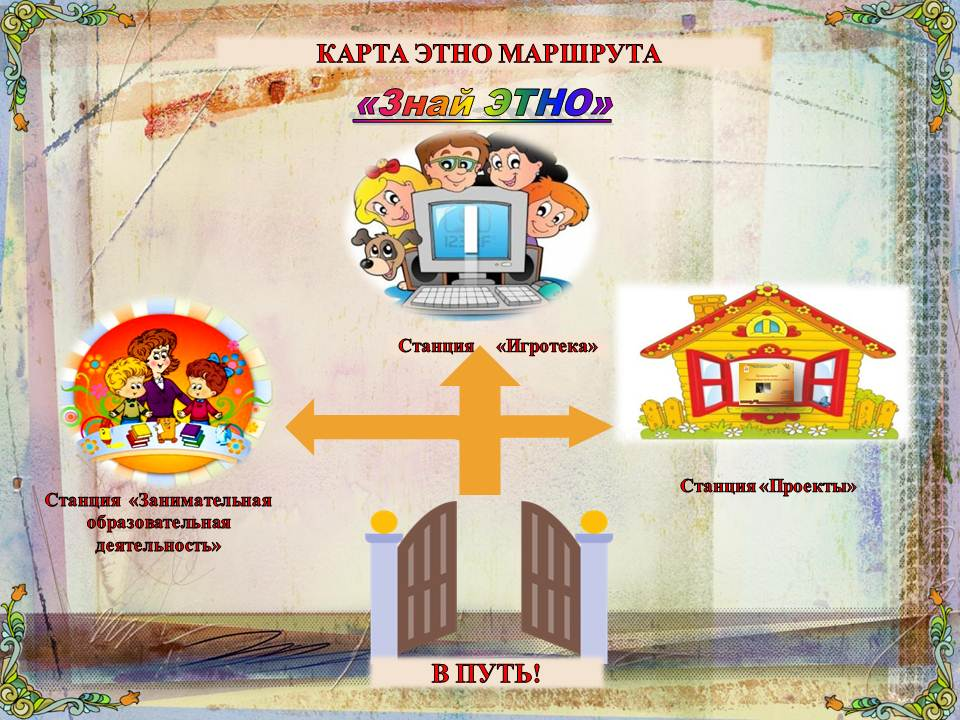 КАРТА ЭТНО МАРШРУТА
«Знай ЭТНО»
Станция «Игротека»
Станция «Занимательная
образовательная
деятельность»
Станция «Проекты»
В ПУТЬ!